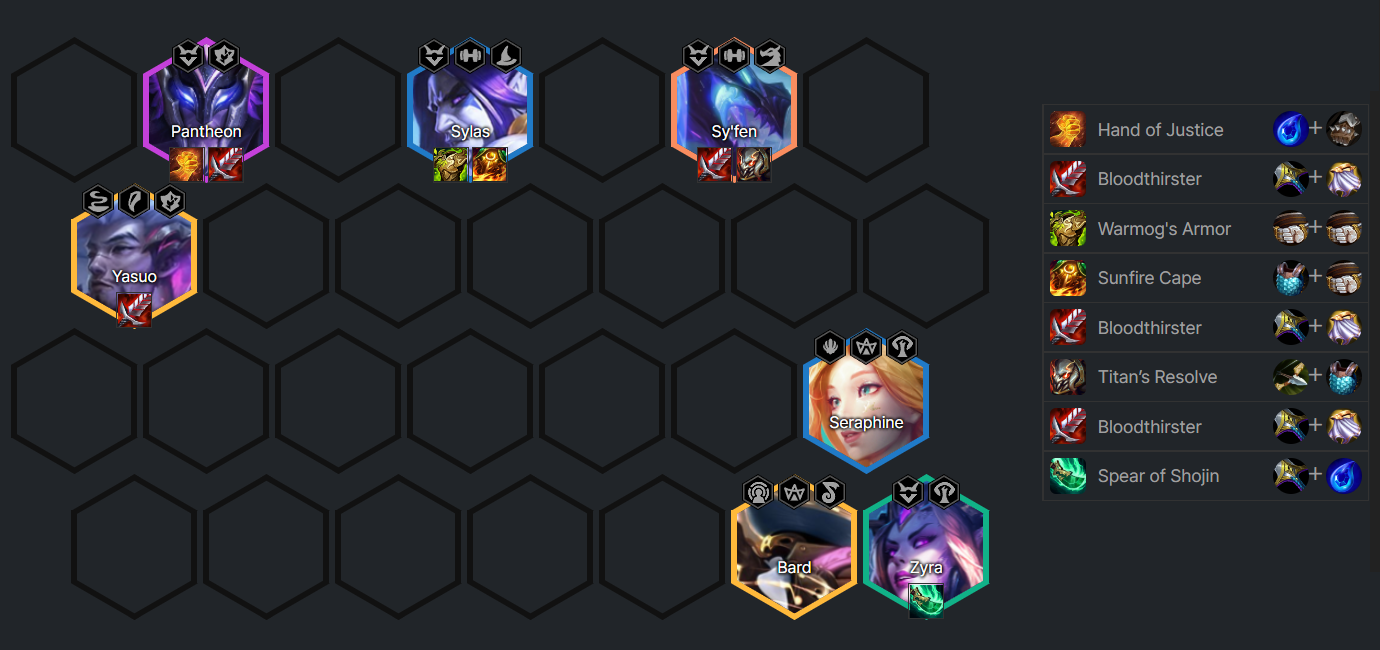 Pantheon
Sylas
Sy'fen
Yasuo
Seraphine
Bard
Zyra
Hand of Justice +
Bloodthirster +
Warmog's Armor +
Sunfire Cape +
Bloodthirster +
Titan’s Resolve +
Bloodthirster +
Spear of Shojin +